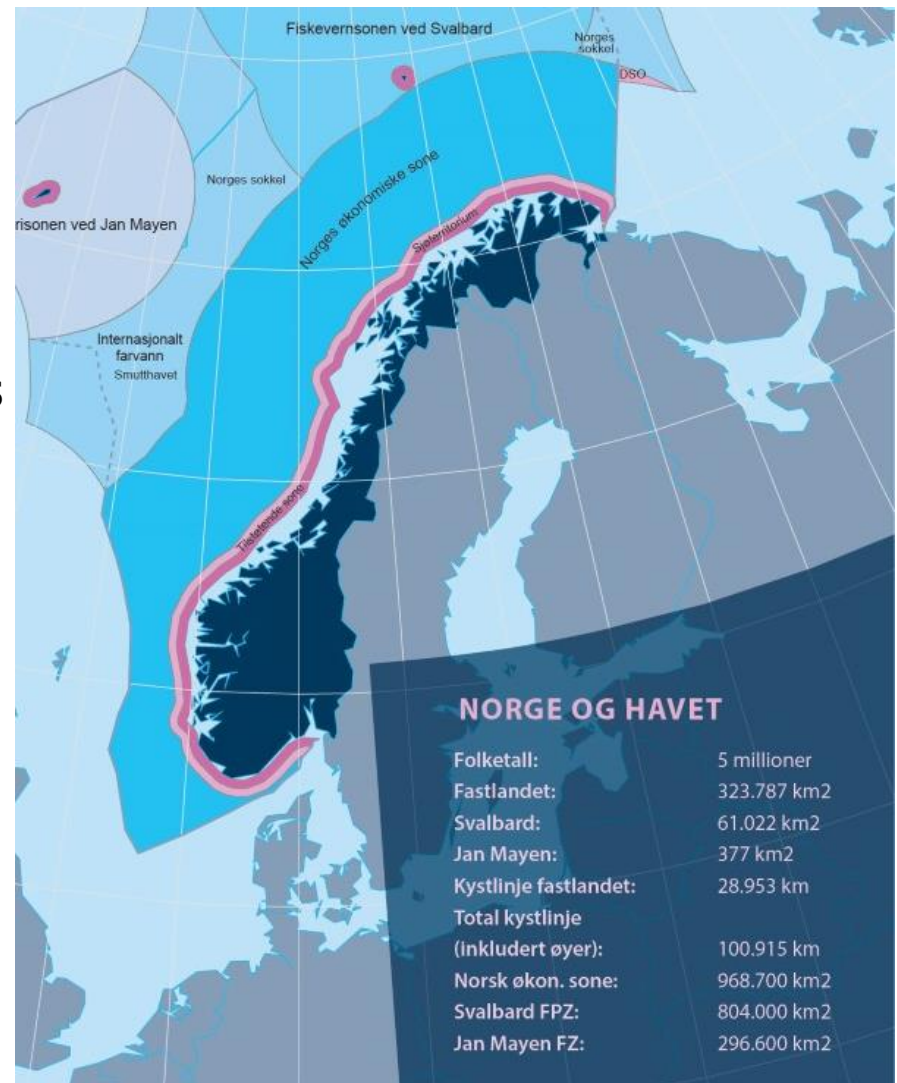 Fiskevernsonen ved Svalbard
Norges
sokkel
DSO
Norges sokkel
Norges økonomiske sone
Sjøterritorium
risonen ved Jan Mayen
Internasjonalt
farvann
Smutthavet
Tilstøtende sone
NORGE OG HAVET
Folketall: 5 millioner
Fastlandet: 323.787 km2
Svalbard: 61.022 km2
Jan Mayen: 377 km2
Kystlinje fastlandet: 28.953 km
Total kystlinje
(inkludert øyer): 100.915 km
Norsk økon. sone: 968.700 km2
Svalbard FPZ: 804.000 km2
Jan Mayen FZ: 296.600 km2